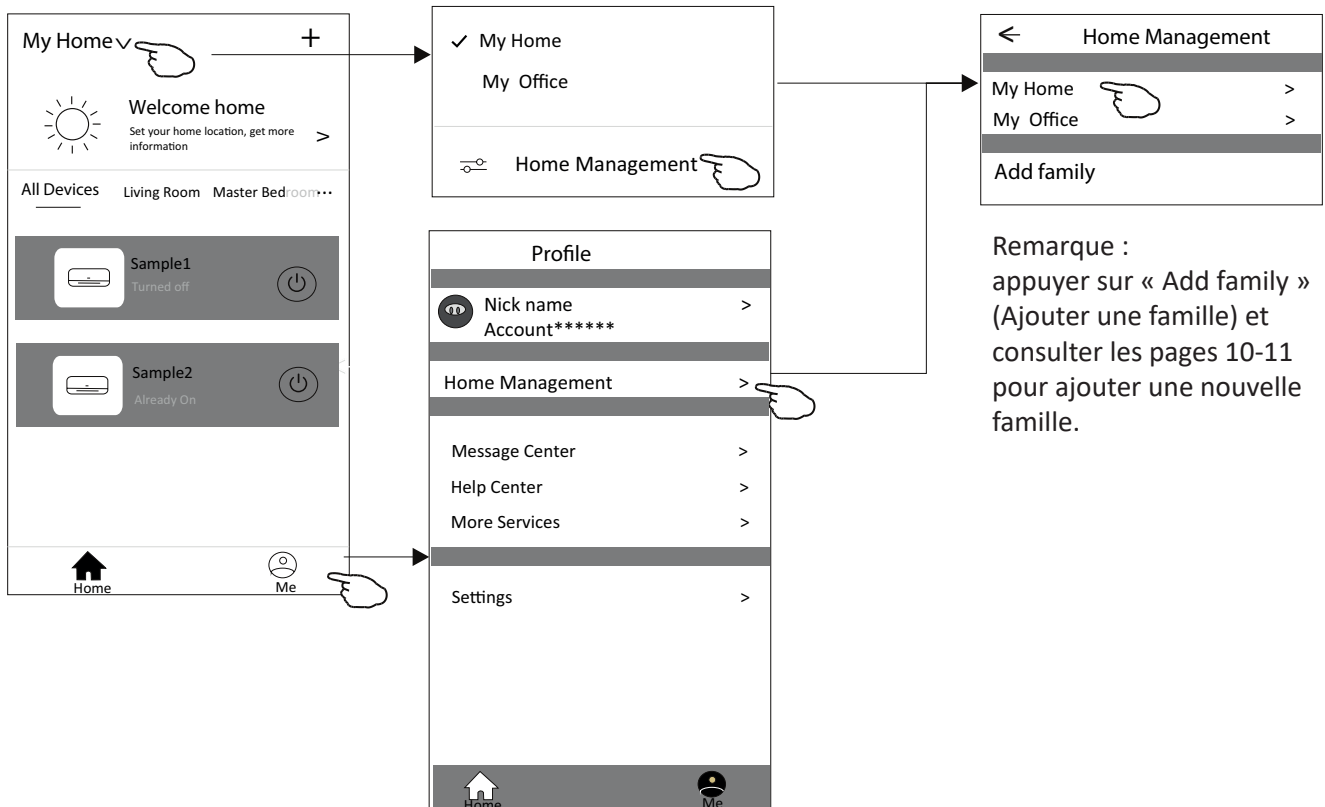 My Home
+
Welcome home
Set your home location, get more
information
>
All Devices
Living Room
Master Bedroom...
Sample1
Turned off
Sample2
Already On
Home
Me
✓ My Home
My Office
Home Management
Profile
Nick name >
Account******
Home Management >
Message Center >
Help Center >
More Services >
Settings >
Home
Me
Home Management
My Home >
My Office >
Add family
Remarque :
appuyer sur « Add family »
(Ajouter une famille) et
consulter les pages 10-11
pour ajouter une nouvelle
famille.